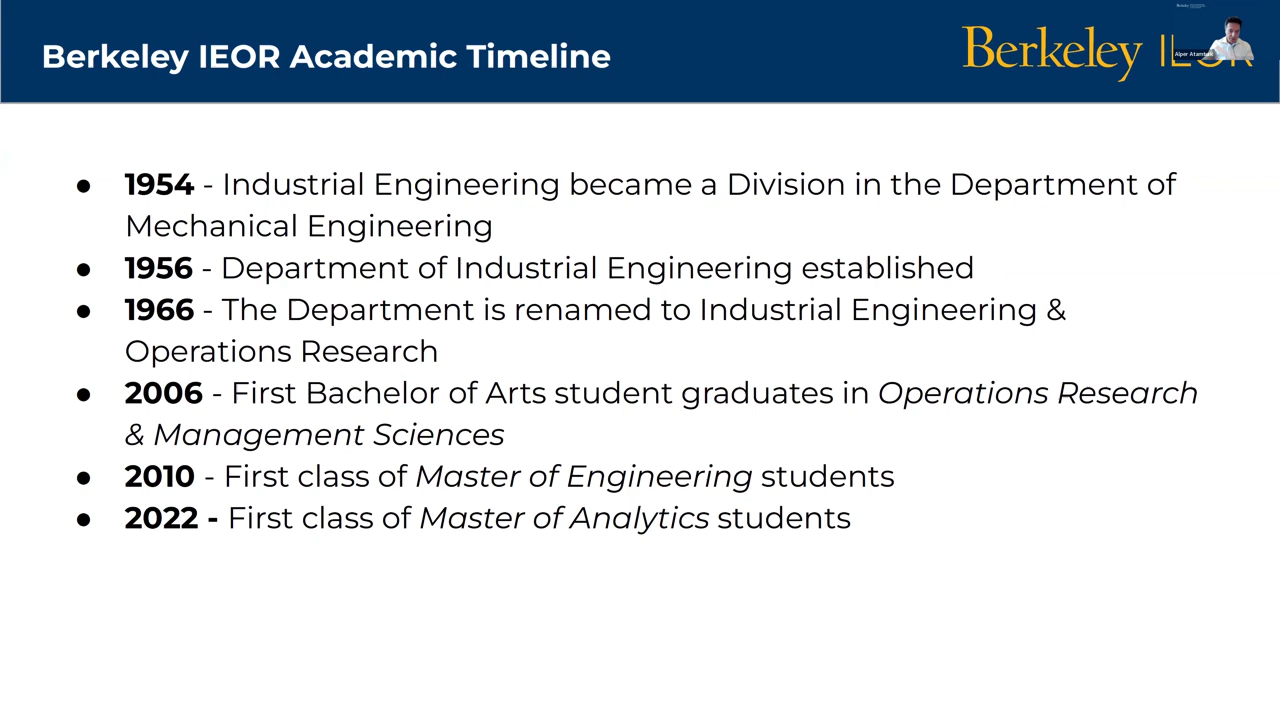 Berkeley IEOR Academic Timeline
Berkeley IEOR
Alper Atamtürk
● 1954 - Industrial Engineering became a Division in the Department of
Mechanical Engineering
● 1956 - Department of Industrial Engineering established
● 1966 - The Department is renamed to Industrial Engineering &
Operations Research
● 2006 - First Bachelor of Arts student graduates in Operations Research
& Management Sciences
● 2010 - First class of Master of Engineering students
● 2022 - First class of Master of Analytics students